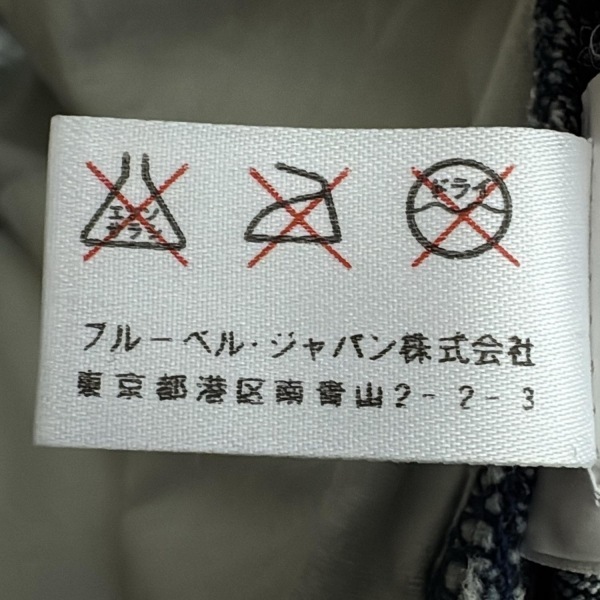 エンソ
サラシ
ドライ
ブルーベル・ジャパン株式会社
東京都港区南青山2-2-3